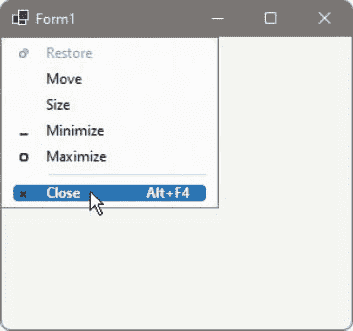 Form1
Restore
Move
Size
Minimize
Maximize
Close Alt+F4